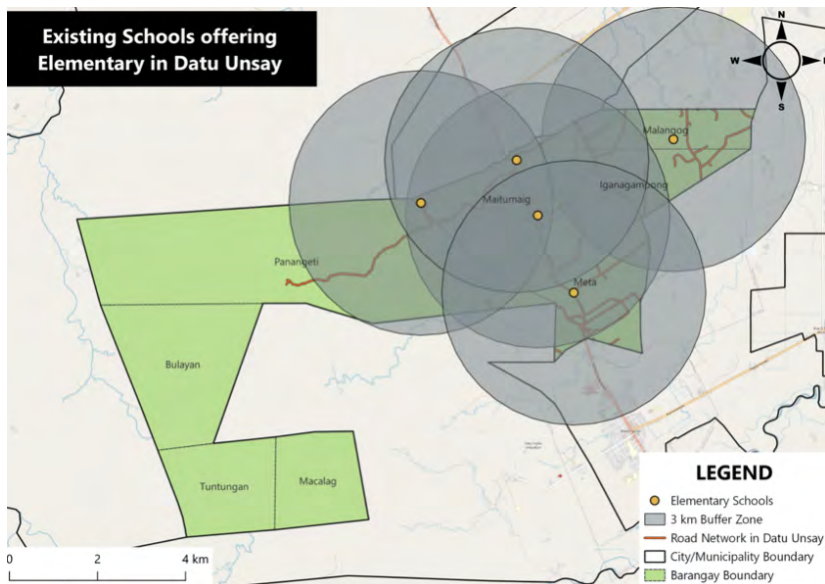 Existing Schools offering
Elementary in Datu Unsay
N
W
S
Malangog
Iganagampong
Maitumaig
Panangeti
Meta
Bulayan
Tuntungan
Macalag
0 2 4 km
LEGEND
Elementary Schools
3 km Buffer Zone
Road Network in Datu Unsay
City/Municipality Boundary
Barangay Boundary